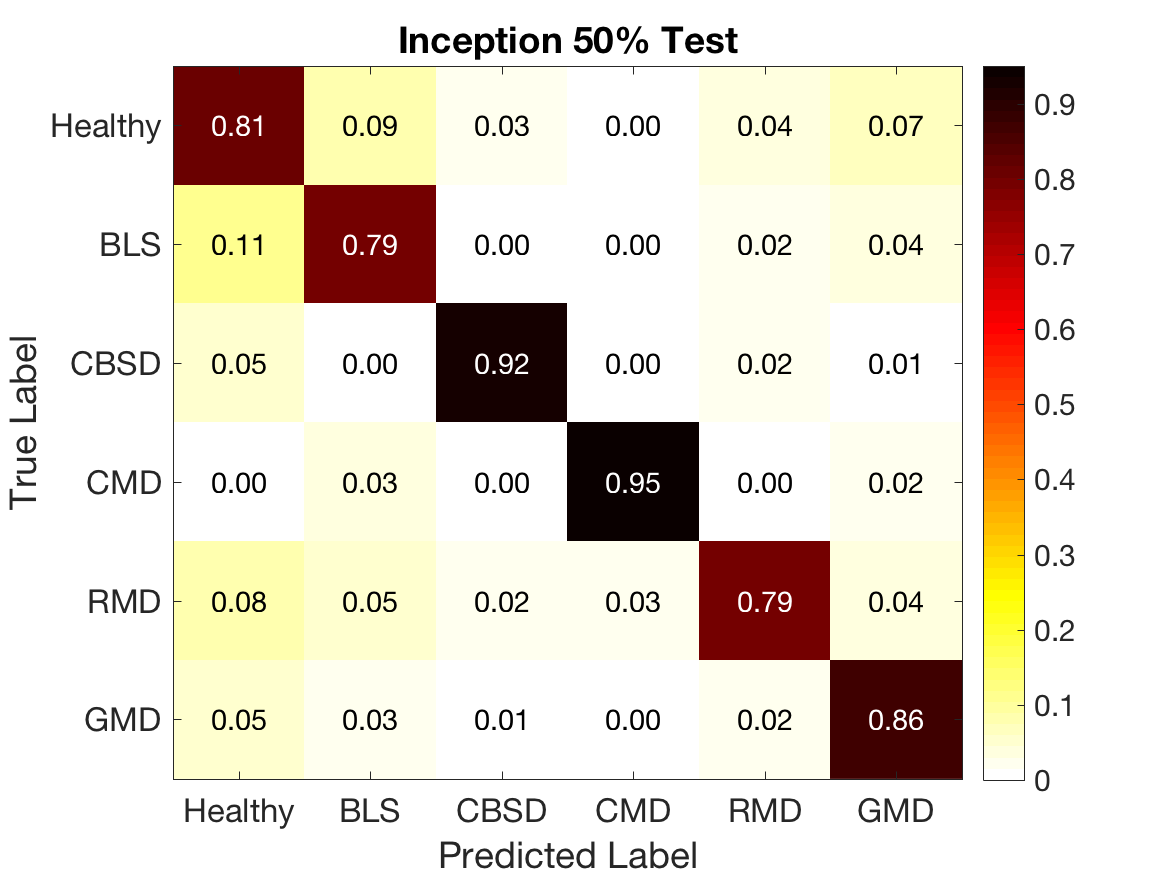 Inception 50% Test
Healthy 0.81 0.09 0.03 0.00 0.04 0.07
BLS 0.11 0.79 0.00 0.00 0.02 0.04
CBSD 0.05 0.00 0.92 0.00 0.02 0.01
CMD 0.00 0.03 0.00 0.95 0.00 0.02
RMD 0.08 0.05 0.02 0.03 0.79 0.04
GMD 0.05 0.03 0.01 0.00 0.02 0.86
Healthy BLS CBSD CMD RMD GMD
Predicted Label
True Label
0.9
0.8
0.7
0.6
0.5
0.4
0.3
0.2
0.1
0